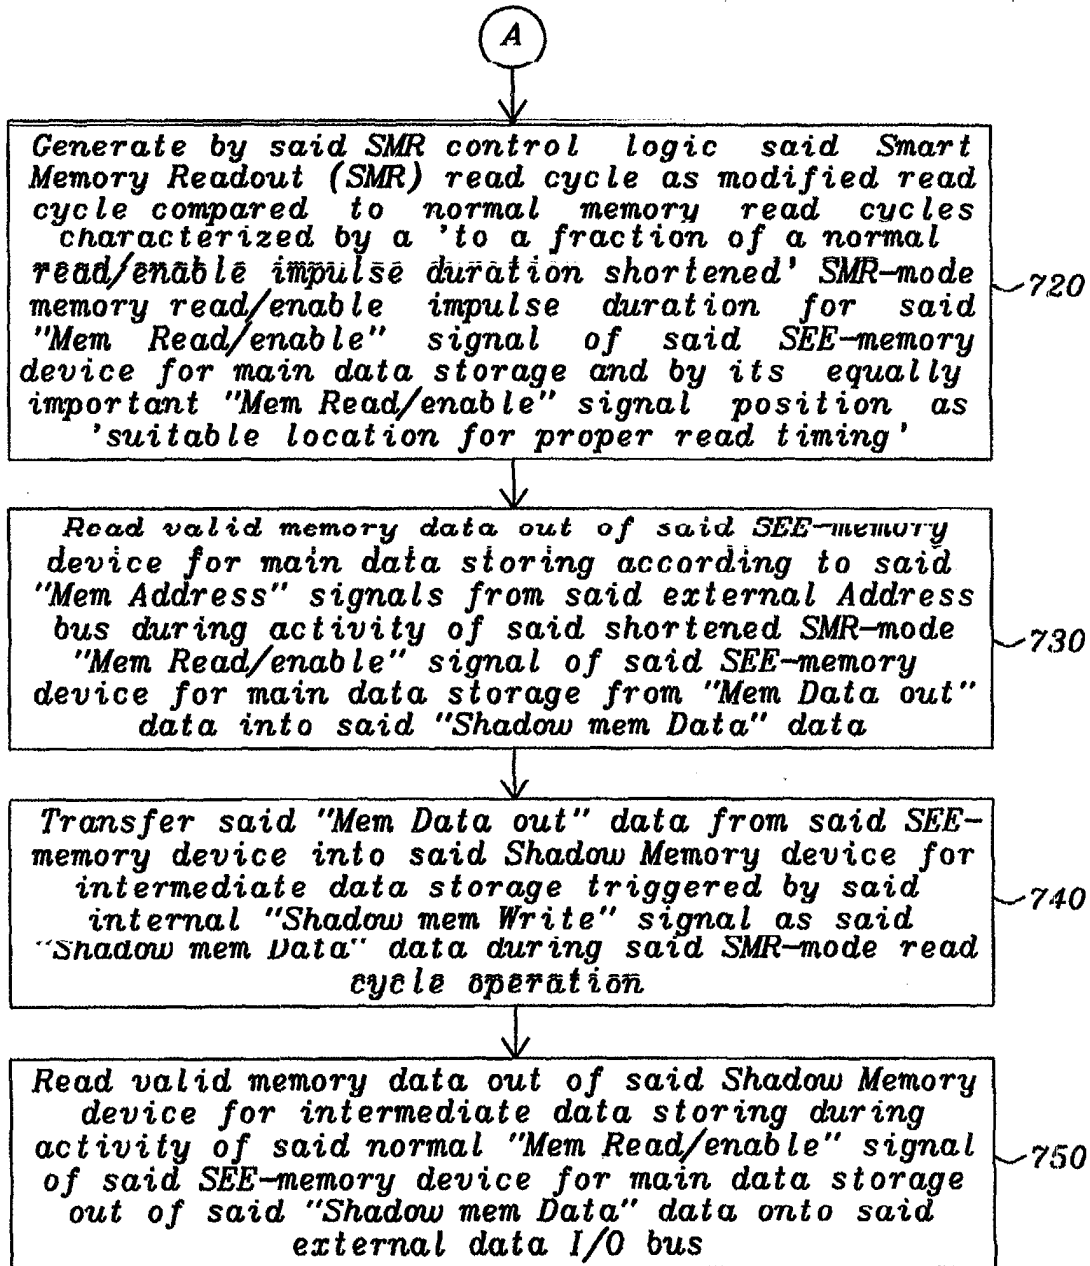 A
Generate by said SMR control logic said Smart
Memory Readout (SMR) read cycle as modified read
cycle compared to normal memory read cycles
characterized by a 'to a fraction of a normal
read/enable impulse duration shortened' SMR-mode
memory read/enable impulse duration for said
"Mem Read/enable" signal of said SEE-memory
device for main data storage and by its equally
important "Mem Read/enable" signal position as
'suitable location for proper read timing'
720
Read valid memory data out of said SEE-memory
device for main data storing according to said
"Mem Address" signals from said external Address
bus during activity of said shortened SMR-mode
"Mem Read/enable" signal of said SEE-memory
device for main data storage from "Mem Data out"
data into said "Shadow mem Data" data
730
Transfer said "Mem Data out" data from said SEE-
memory device into said Shadow Memory device for
intermediate data storage triggered by said
internal "Shadow mem Write" signal as said
"Shadow mem Data" data during said SMR-mode read
cycle operation
740
Read valid memory data out of said Shadow Memory
device for intermediate data storing during
activity of said normal "Mem Read/enable" signal
of said SEE-memory device for main data storage
out of said "Shadow mem Data" data onto said
external data I/O bus
750